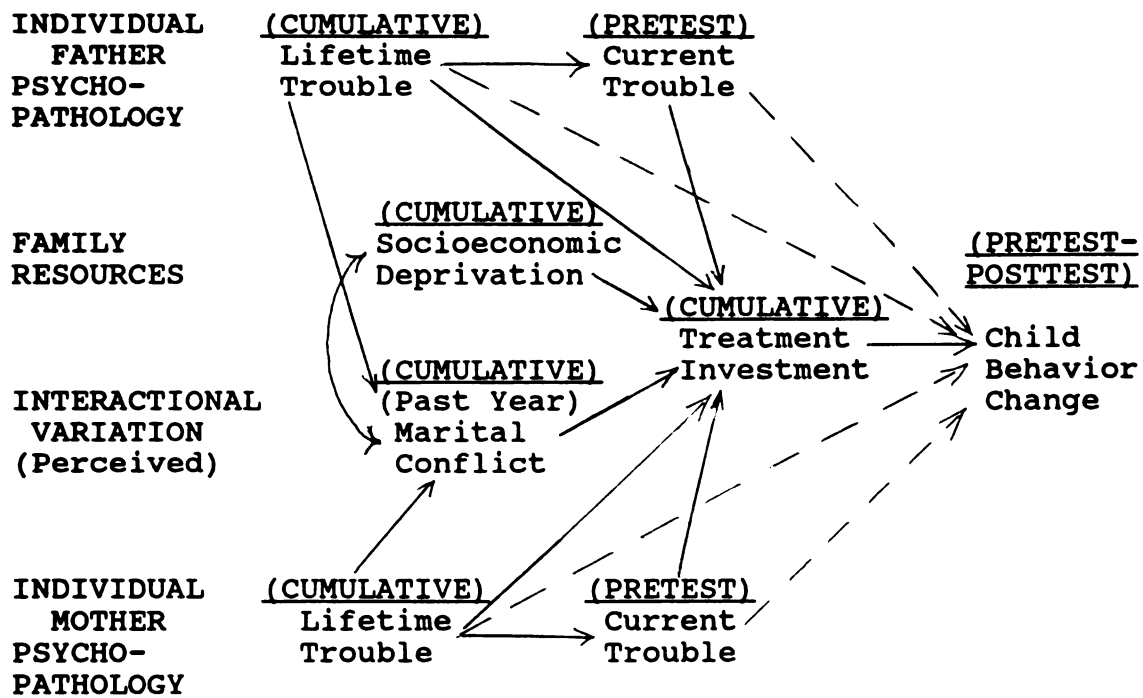 INDIVIDUAL (CUMULATIVE) (PRETEST)
FATHER Lifetime Current
PSYCHO- Trouble Trouble
PATHOLOGY
(CUMULATIVE)
FAMILY Socioeconomic (PRETEST-
RESOURCES Deprivation POSTTEST)
(CUMULATIVE)
Treatment Child
(CUMULATIVE) Investment Behavior
INTERACTIONAL (Past Year) Change
VARIATION Marital
(Perceived) Conflict
INDIVIDUAL (CUMULATIVE) (PRETEST)
MOTHER Lifetime Current
PSYCHO- Trouble Trouble
PATHOLOGY